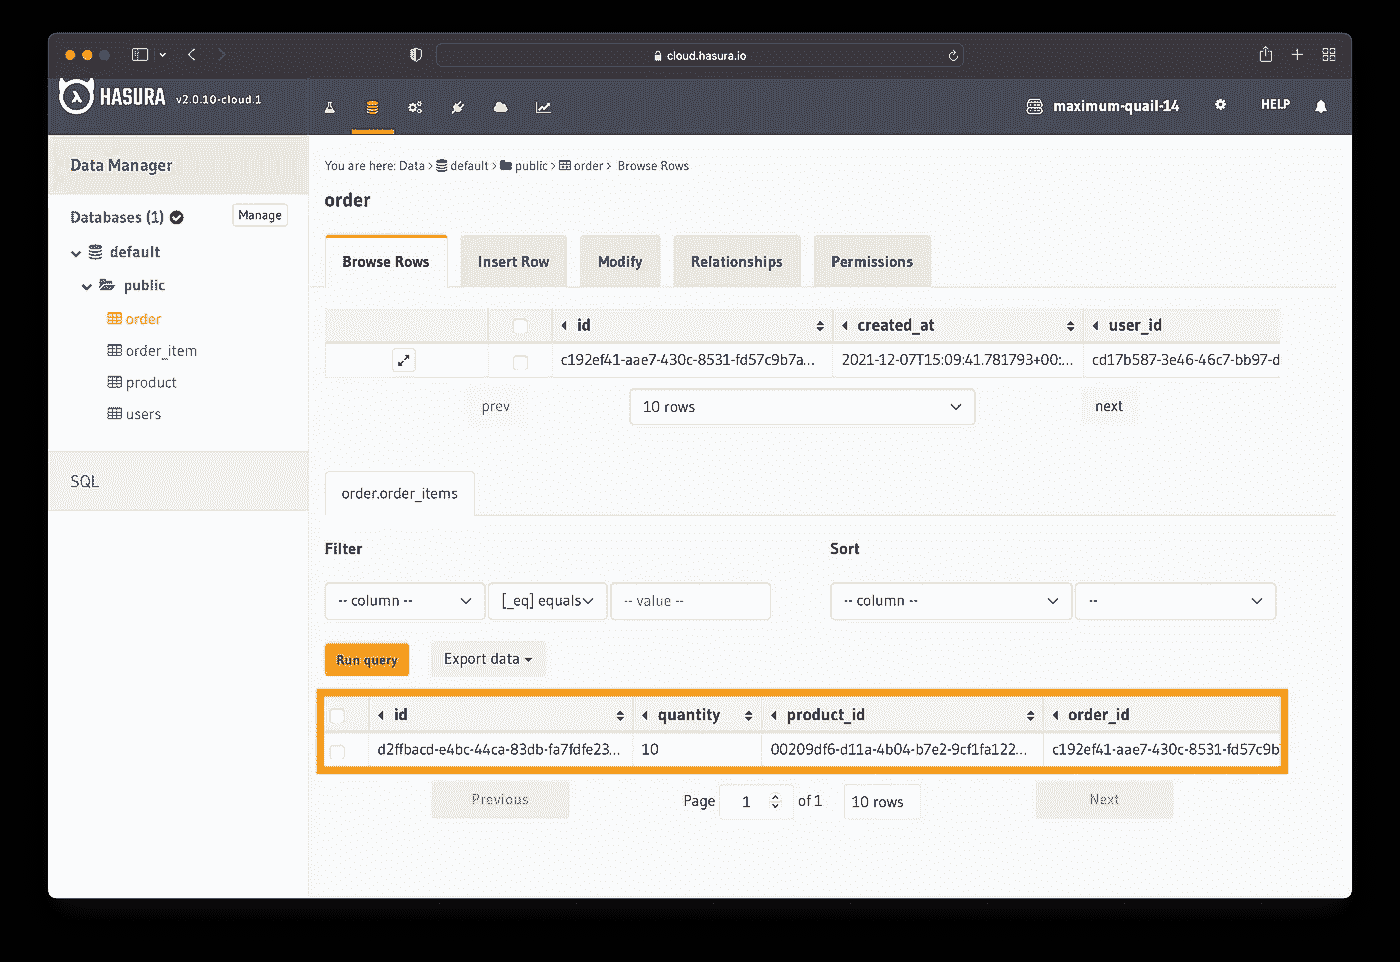 cloud.hasura.io
HASURA v2.0.10-cloud.1
maximum-quail-14
HELP
Data Manager
Databases (1)
Manage
default
public
order
order_item
product
users
SQL
You are here: Data > default > public > order > Browse Rows
order
Browse Rows
Insert Row
Modify
Relationships
Permissions
id created_at user_id
c192ef41-aae7-430c-8531-fd57c9b7a... 2021-12-07T15:09:41.781793+00:... cd17b587-3e46-46c7-bb97-d
prev 10 rows next
order.order_items
Filter Sort
-- column -- [_eq] equals -- value -- -- column -- --
Run query Export data
id quantity product_id order_id
d2ffbacd-e4bc-44ca-83db-fa7fdfe23... 10 00209df6-d11a-4b04-b7e2-9cf1fa122... c192ef41-aae7-430c-8531-fd57c9b
Previous Page 1 of 1 10 rows Next